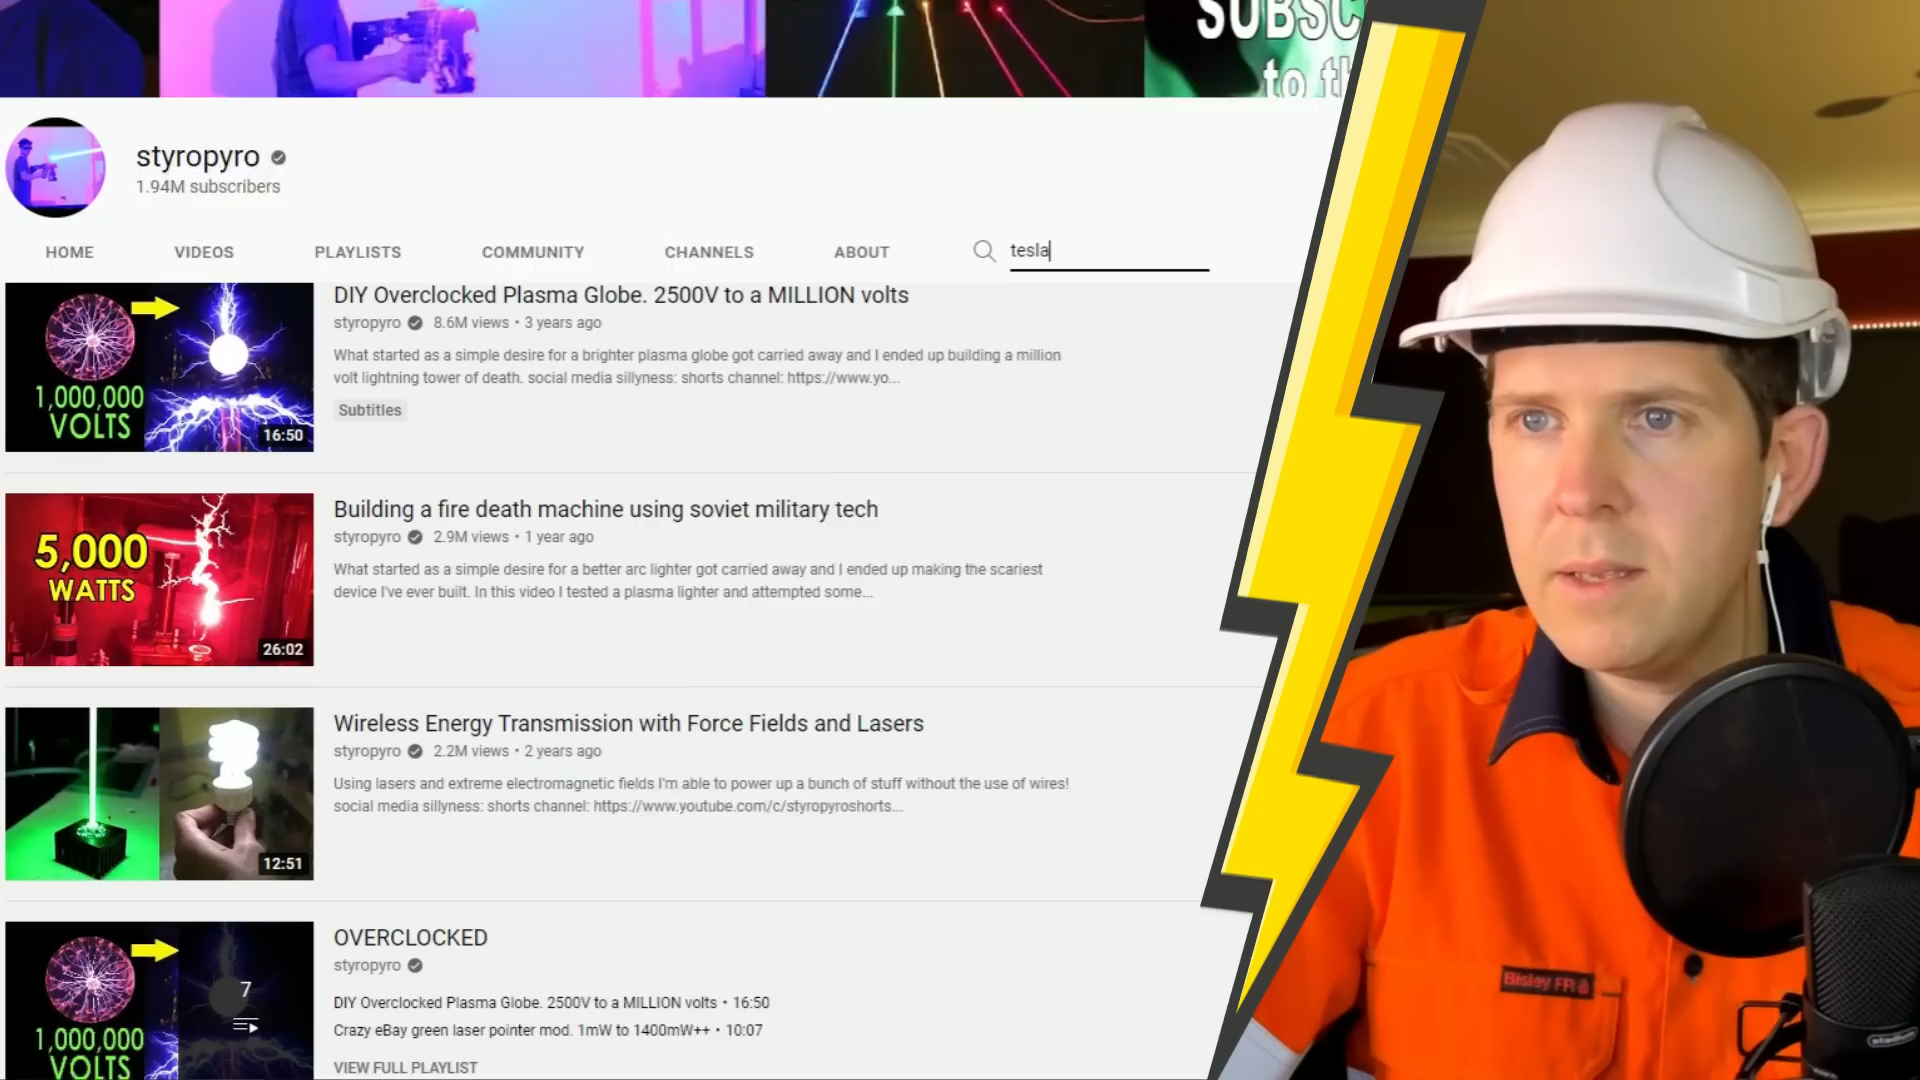 SUBSC
to th
styropyro
1.94M subscribers
HOME VIDEOS PLAYLISTS COMMUNITY CHANNELS ABOUT tesla
DIY Overclocked Plasma Globe. 2500V to a MILLION volts
styropyro 8.6M views • 3 years ago
What started as a simple desire for a brighter plasma globe got carried away and I ended up building a million
volt lightning tower of death. social media sillyness: shorts channel: https://www.yo...
Subtitles
1,000,000
VOLTS
16:50
Building a fire death machine using soviet military tech
styropyro 2.9M views • 1 year ago
What started as a simple desire for a better arc lighter got carried away and I ended up making the scariest
device I've ever built. In this video I tested a plasma lighter and attempted some...
5,000
WATTS
26:02
Wireless Energy Transmission with Force Fields and Lasers
styropyro 2.2M views • 2 years ago
Using lasers and extreme electromagnetic fields I'm able to power up a bunch of stuff without the use of wires!
social media sillyness: shorts channel: https://www.youtube.com/c/styropyroshorts...
12:51
OVERCLOCKED
styropyro
DIY Overclocked Plasma Globe. 2500V to a MILLION volts • 16:50
Crazy eBay green laser pointer mod. 1mW to 1400mW++ • 10:07
VIEW FULL PLAYLIST
7
1,000,000
VOLTS
Bisley FR